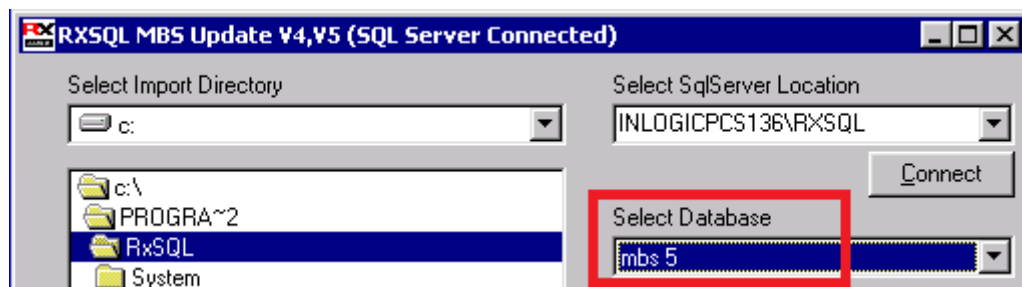 RXSQL MBS Update V4,V5 (SQL Server Connected)
Select Import Directory
c:
c:\
PROGRA~2
RxSQL
System
Select SqlServer Location
INLOGICPCS136\RXSQL
Connect
Select Database
mbs 5